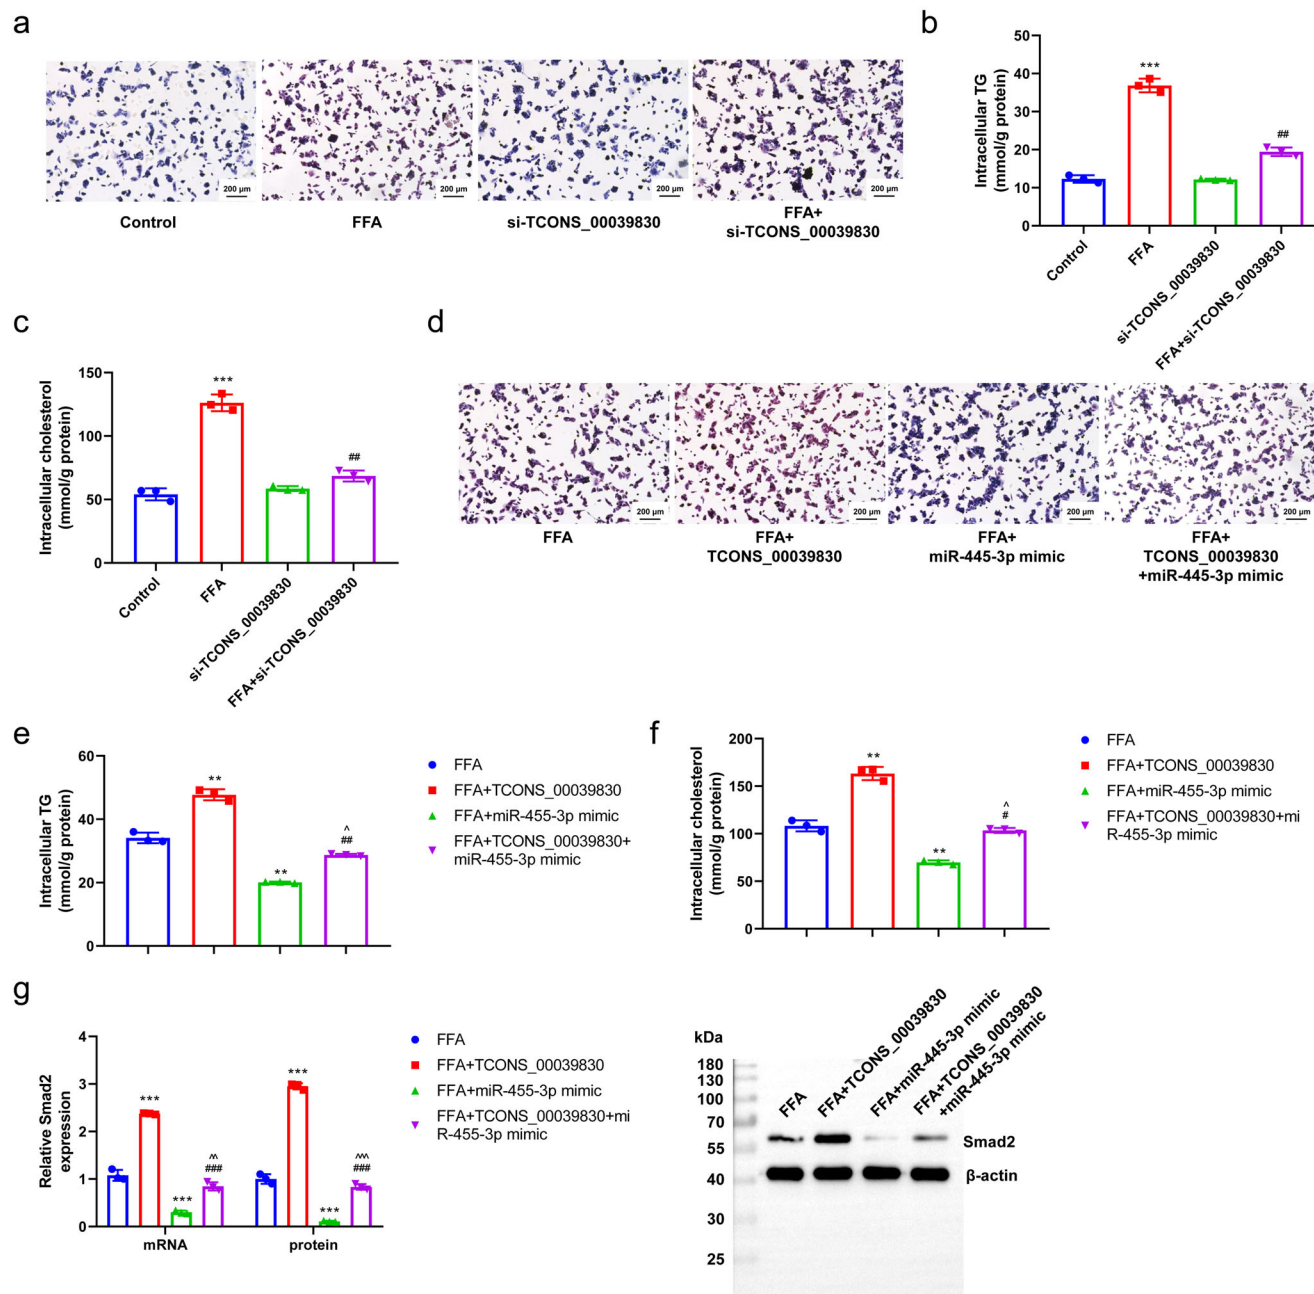 a
200 µm
200 µm
200 µm
200 µm
Control
FFA
si-TCONS_00039830
FFA+
si-TCONS_00039830
b
Intracellular TG
(mmol/g protein)
50
40
30
20
10
0
***
##
Control
FFA
si-TCONS_00039830
FFA+si-TCONS_00039830
c
Intracellular cholesterol
(mmol/g protein)
150
100
50
0
***
##
Control
FFA
si-TCONS_00039830
FFA+si-TCONS_00039830
d
200 µm
200 µm
200 µm
200 µm
FFA
FFA+
TCONS_00039830
FFA+
miR-445-3p mimic
FFA+
TCONS_00039830
+miR-445-3p mimic
e
Intracellular TG
(mmol/g protein)
60
40
20
0
**
**
^
##
FFA
FFA+TCONS_00039830
FFA+miR-455-3p mimic
FFA+TCONS_00039830+
miR-455-3p mimic
f
Intracellular cholesterol
(mmol/g protein)
200
150
100
50
0
**
**
^
#
FFA
FFA+TCONS_00039830
FFA+miR-455-3p mimic
FFA+TCONS_00039830+mi
R-455-3p mimic
g
Relative Smad2
expression
4
3
2
1
0
***
***
^^
###
***
***
^^^
###
mRNA
protein
FFA
FFA+TCONS_00039830
FFA+miR-455-3p mimic
FFA+TCONS_00039830+mi
R-455-3p mimic
kDa
180
130
100
70
55
40
30
25
FFA
FFA+TCONS_00039830
FFA+miR-445-3p mimic
FFA+TCONS_00039830
+miR-445-3p mimic
Smad2
β-actin